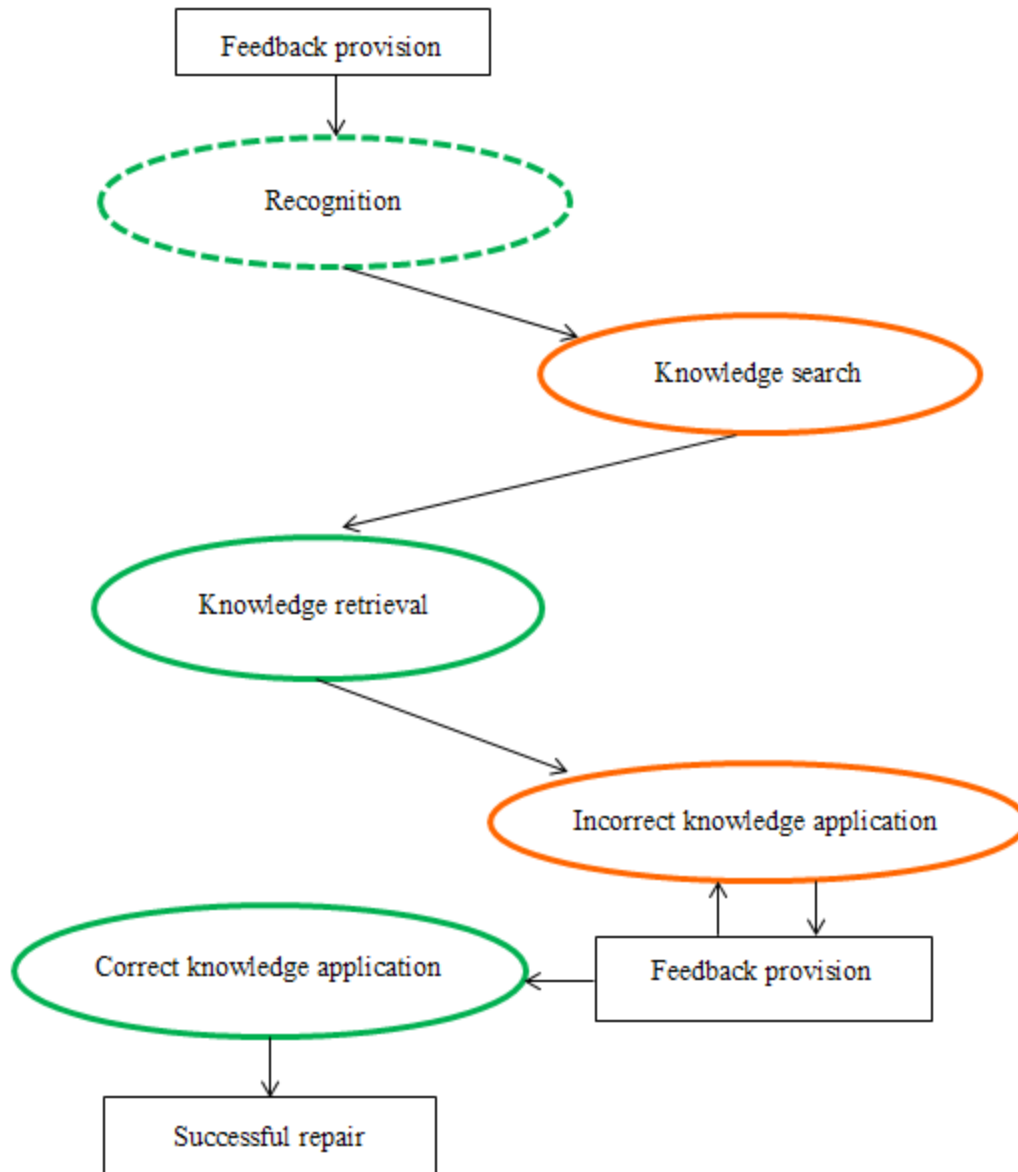 Feedback provision
Recognition
Knowledge search
Knowledge retrieval
Incorrect knowledge application
Correct knowledge application
Feedback provision
Successful repair